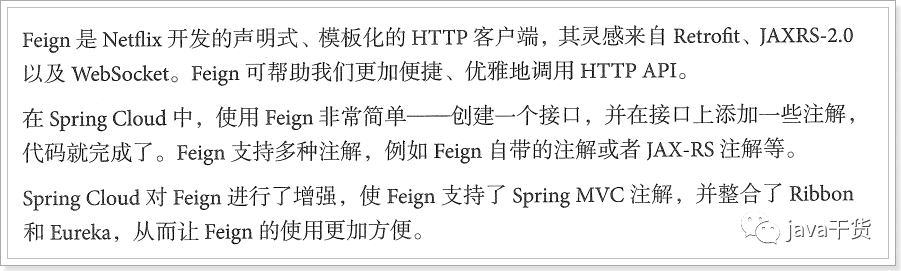 Feign 是 Netflix 开发的声明式、模板化的 HTTP 客户端，其灵感来自 Retrofit、JAXRS-2.0
以及 WebSocket。Feign 可帮助我们更加便捷、优雅地调用 HTTP API。
在 Spring Cloud 中，使用 Feign 非常简单——创建一个接口，并在接口上添加一些注解，
代码就完成了。Feign 支持多种注解，例如 Feign 自带的注解或者 JAX-RS 注解等。
Spring Cloud 对 Feign 进行了增强，使 Feign 支持了 Spring MVC 注解，并整合了 Ribbon
和 Eureka，从而让 Feign 的使用更加方便。
java干货